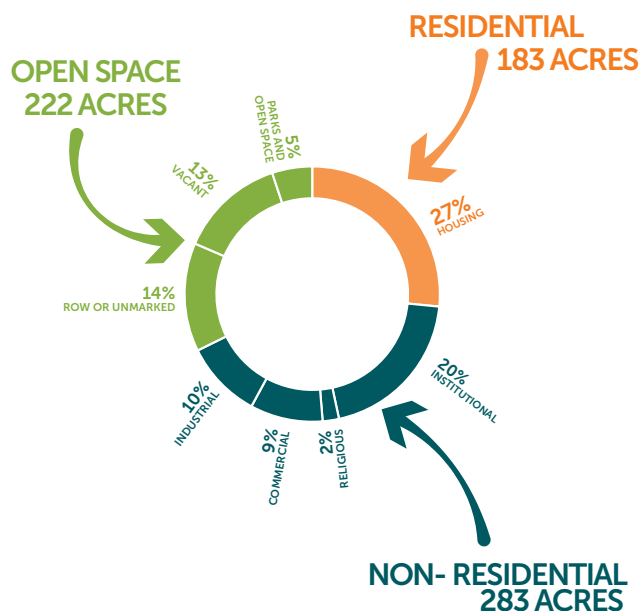 RESIDENTIAL
183 ACRES
OPEN SPACE
222 ACRES
PARKS AND
OPEN SPACE
5%
13%
VACANT
27%
HOUSING
14%
ROW OR UNMARKED
20%
INSTITUTIONAL
10%
INDUSTRIAL
9%
COMMERCIAL
2%
RELIGIOUS
NON- RESIDENTIAL
283 ACRES